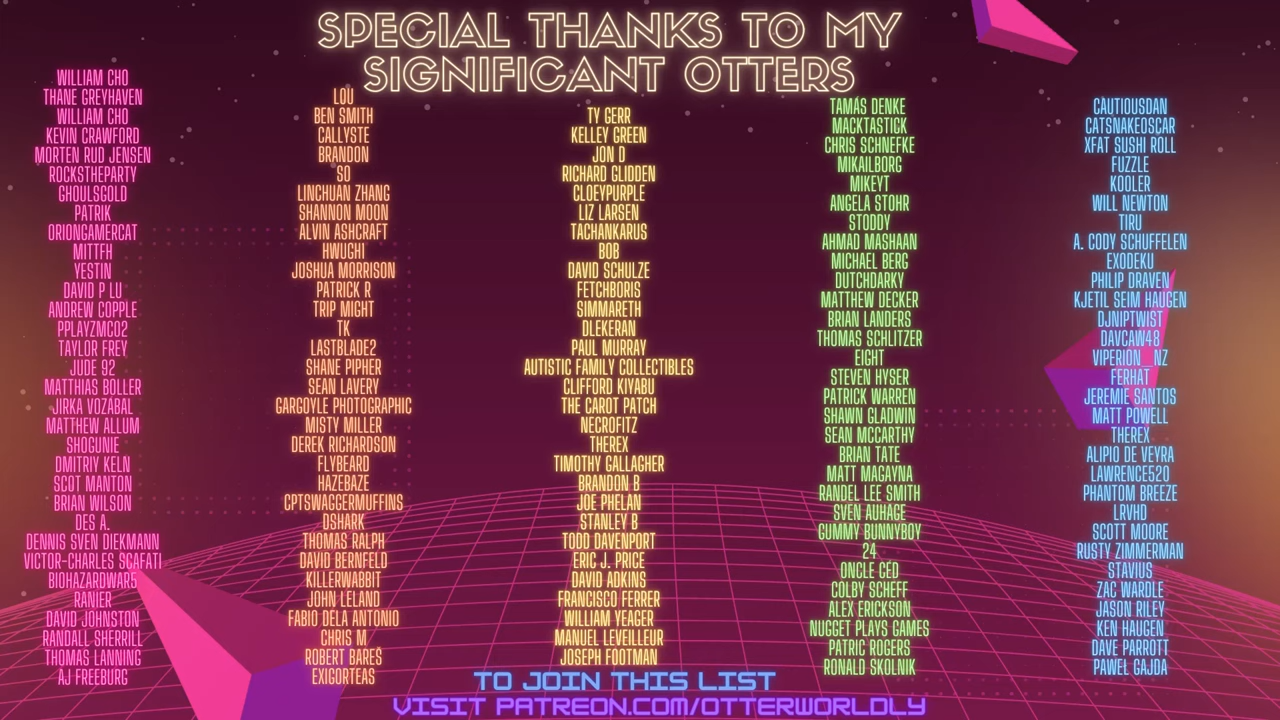 SPECIAL THANKS TO MY
SIGNIFICANT OTTERS
WILLIAM CHO
THANE GREYHAVEN
WILLIAM CHO
KEVIN CRAWFORD
MORTEN RUD JENSEN
ROCKSTHEPARTY
GHOULSGOLD
PATRIK
ORIONGAMERCAT
MITTFH
YESTIN
DAVID P LU
ANDREW COPPLE
PPLAYZMC02
TAYLOR FREY
JUDE 92
MATTHIAS BOLLER
JIRKA VOZABAL
MATTHEW ALLUM
SHOGUNIE
DMITRIY KELN
SCOT MANTON
BRIAN WILSON
DES A.
DENNIS SVEN DIEKMANN
VICTOR-CHARLES SCAFATI
BIOHAZARDWAR5
RANIER
DAVID JOHNSTON
RANDALL SHERRILL
THOMAS LANNING
AJ FREEBURG
LOU
BEN SMITH
CALLYSTE
BRANDON
SO
LINCHUAN ZHANG
SHANNON MOON
ALVIN ASHCRAFT
HWUGHT
JOSHUA MORRISON
PATRICK R
TRIP MIGHT
TK
LASTBLADE2
SHANE PIPHER
SEAN LAVERY
GARGOYLE PHOTOGRAPHIC
MISTY MILLER
DEREK RICHARDSON
FLYBEARD
HAZEBAZE
CPTSWAGGERMUFFINS
DSHARK
THOMAS RALPH
DAVID BERNFELD
KILLERWABBIT
JOHN LELAND
FABIO DELA ANTONIO
CHRIS M
ROBERT BAREŠ
EXIGORTEAS
TY GERR
KELLEY GREEN
JON D
RICHARD GLIDDEN
CLOEYPURPLE
LIZ LARSEN
TACHANKARUS
BOB
DAVID SCHULZE
FETCHBORIS
SIMMARETH
DLEKERAN
PAUL MURRAY
AUTISTIC FAMILY COLLECTIBLES
CLIFFORD KIYABU
THE CAROT PATCH
NECROFITZ
THEREX
TIMOTHY GALLAGHER
BRANDON B
JOE PHELAN
STANLEY B
TODD DAVENPORT
ERIC J. PRICE
DAVID ADKINS
FRANCISCO FERRER
WILLIAM YEAGER
MANUEL LEVEILLEUR
JOSEPH FOOTMAN
TAMÁS DENKE
MACKTASTICK
CHRIS SCHNEFKE
MIKAILBORG
MIKEYT
ANGELA STOHR
STODDY
AHMAD MASHAAN
MICHAEL BERG
DUTCHDARKY
MATTHEW DECKER
BRIAN LANDERS
THOMAS SCHLITZER
EIGHT
STEVEN HYSER
PATRICK WARREN
SHAWN GLADWIN
SEAN MCCARTHY
BRIAN TATE
MATT MAGAYNA
RANDEL LEE SMITH
SVEN AUHAGE
GUMMY BUNNYBOY
24
ONCLE CED
COLBY SCHEFF
ALEX ERICKSON
NUGGET PLAYS GAMES
PATRIC ROGERS
RONALD SKOLNIK
CAUTIOUSDAN
CATSNAKEOSCAR
XFAT SUSHI ROLL
FUZZLE
KOOLER
WILL NEWTON
TIRU
A. CODY SCHUFFELEN
EXODEKU
PHILIP DRAVEN
KJETIL SEIM HAUGEN
DJNIPTWIST
DAVCAW48
VIPERION__NZ
FERHAT
JEREMIE SANTOS
MATT POWELL
THEREX
ALIPIO DE VEYRA
LAWRENCE520
PHANTOM BREEZE
LRVHD
SCOTT MOORE
RUSTY ZIMMERMAN
STAVIUS
ZAC WARDLE
JASON RILEY
KEN HAUGEN
DAVE PARROTT
PAWEL GAJDA
TO JOIN THIS LIST
VISIT PATREON.COM/OTTERWORLDLY